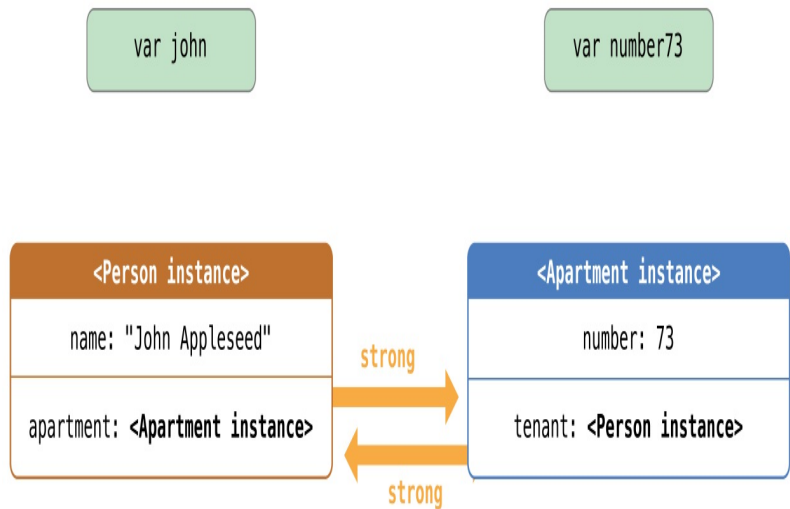 var john
var number73
<Person instance>
name: "John Appleseed"
apartment: <Apartment instance>
strong
strong
<Apartment instance>
number: 73
tenant: <Person instance>